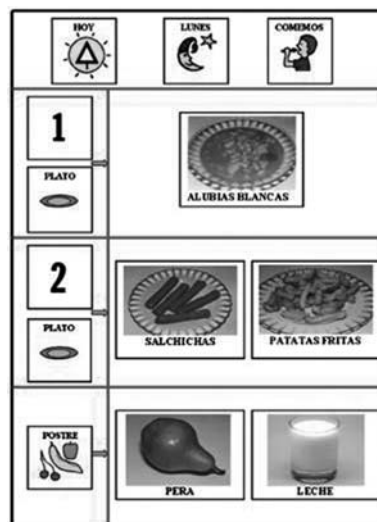 HOY LUNES COMEMOS
1
PLATO
ALUBIAS BLANCAS
2
PLATO
SALCHICHAS PATATAS FRITAS
POSTRE
PERA LECHE